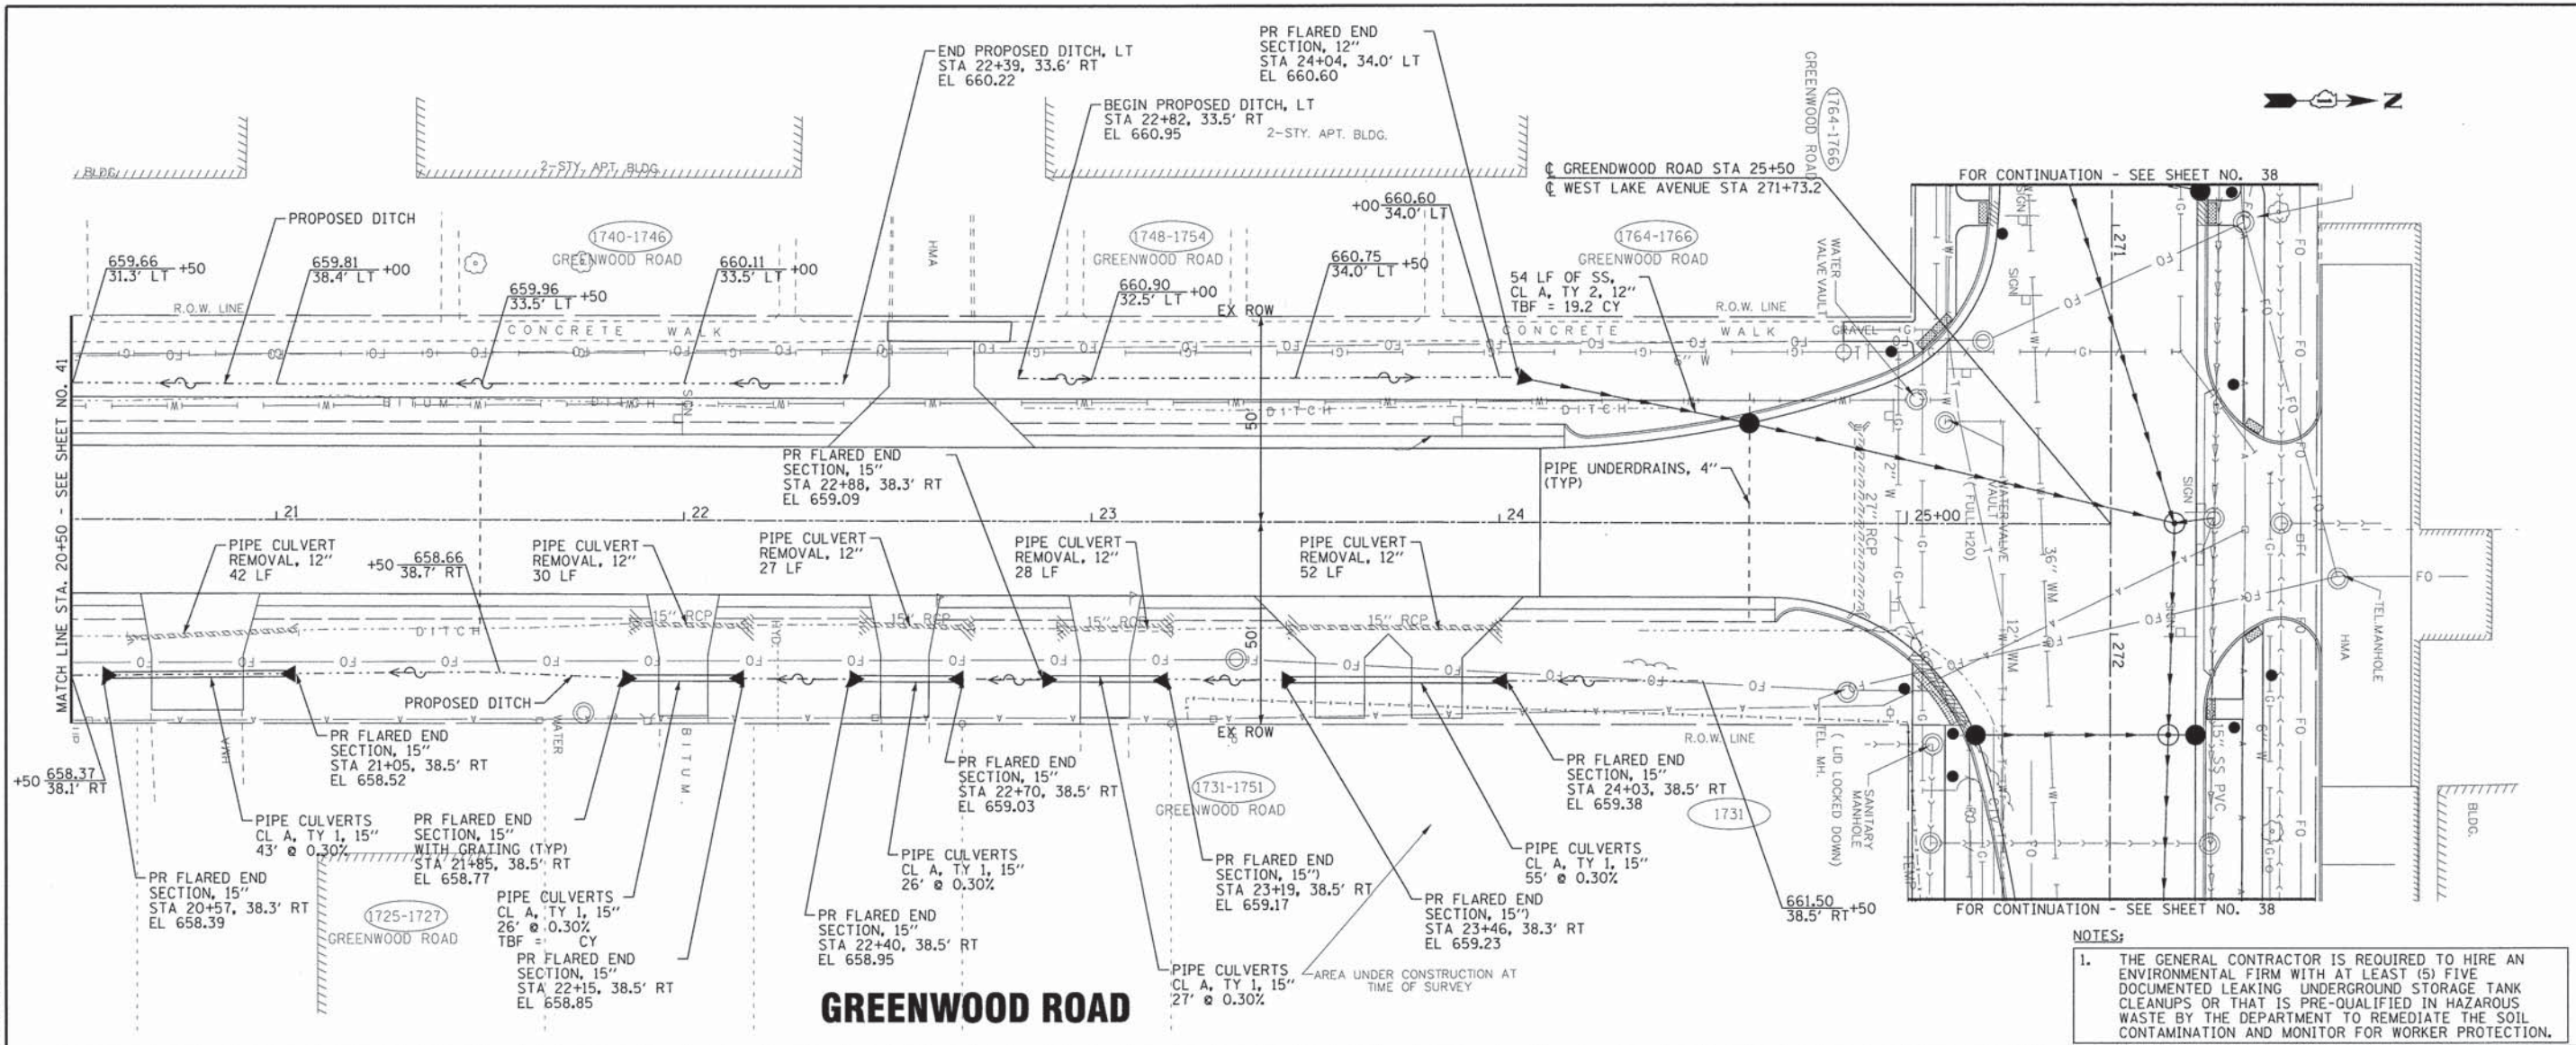 END PROPOSED DITCH, LT
STA 22+39, 33.6' RT
EL 660.22
PR FLARED END
SECTION, 12"
STA 24+04, 34.0' LT
EL 660.60
BEGIN PROPOSED DITCH, LT
STA 22+82, 33.5' RT
EL 660.95
2-STY. APT. BLDG.
GREENWOOD ROAD
1764-1766
N
BLDG.
2-STY. APT. BLDG.
℄ GREENDWOOD ROAD STA 25+50
℄ WEST LAKE AVENUE STA 271+73.2
FOR CONTINUATION - SEE SHEET NO. 38
PROPOSED DITCH
659.66
31.3' LT
+50
659.81
38.4' LT
+00
1740-1746
GREENWOOD ROAD
659.96
33.5' LT
+50
660.11
33.5' LT
+00
HMA
1748-1754
GREENWOOD ROAD
660.90
32.5' LT
+00
660.75
34.0' LT
+50
+00
660.60
34.0' LT
1764-1766
GREENWOOD ROAD
54 LF OF SS,
CL A, TY 2, 12"
TBF = 19.2 CY
WATER
VALVE VAULT
SIGN
SIGN
271
R.O.W. LINE
EX ROW
R.O.W. LINE
CONCRETE WALK
CONCRETE WALK
GRAVEL
6" W
BITUM. DITCH
SIGN
DITCH
DITCH
50'
MATCH LINE STA. 20+50 - SEE SHEET NO. 41
PR FLARED END
SECTION, 15"
STA 22+88, 38.3' RT
EL 659.09
PIPE UNDERDRAINS, 4"
(TYP)
27" RCP
2" W
(FULL H20)
WATER VALVE
VAULT
36" WM
12" WM
SIGN
SIGN
21
22
23
24
25+00
272
PIPE CULVERT
REMOVAL, 12"
42 LF
+50
658.66
38.7' RT
PIPE CULVERT
REMOVAL, 12"
30 LF
PIPE CULVERT
REMOVAL, 12"
27 LF
PIPE CULVERT
REMOVAL, 12"
28 LF
PIPE CULVERT
REMOVAL, 12"
52 LF
TEL. MANHOLE
HMA
FO
DITCH
15" RCP
15" RCP
15" RCP
15" RCP
HYD.
50'
PROPOSED DITCH
WATER
BITUM.
EX ROW
R.O.W. LINE
TEL. MH.
( LID LOCKED DOWN)
SANITARY
MANHOLE
15" SS PVC
6" W
BLDG.
+50
658.37
38.1' RT
PR FLARED END
SECTION, 15"
STA 21+05, 38.5' RT
EL 658.52
PR FLARED END
SECTION, 15"
STA 22+70, 38.5' RT
EL 659.03
1731-1751
GREENWOOD ROAD
PR FLARED END
SECTION, 15"
STA 24+03, 38.5' RT
EL 659.38
1731
PIPE CULVERTS
CL A, TY 1, 15"
43' @ 0.30%
PR FLARED END
SECTION, 15"
WITH GRATING (TYP)
STA 21+85, 38.5' RT
EL 658.77
PIPE CULVERTS
CL A, TY 1, 15"
26' @ 0.30%
PR FLARED END
SECTION, 15")
STA 23+19, 38.5' RT
EL 659.17
PIPE CULVERTS
CL A, TY 1, 15"
55' @ 0.30%
PR FLARED END
SECTION, 15"
STA 20+57, 38.3' RT
EL 658.39
1725-1727
GREENWOOD ROAD
PIPE CULVERTS
CL A, TY 1, 15"
26' @ 0.30%
TBF = CY
PR FLARED END
SECTION, 15"
STA 22+15, 38.5' RT
EL 658.85
PR FLARED END
SECTION, 15"
STA 22+40, 38.5' RT
EL 658.95
PR FLARED END
SECTION, 15")
STA 23+46, 38.3' RT
EL 659.23
661.50
38.5' RT
+50
FOR CONTINUATION - SEE SHEET NO. 38
PIPE CULVERTS
CL A, TY 1, 15"
27' @ 0.30%
AREA UNDER CONSTRUCTION AT
TIME OF SURVEY
GREENWOOD ROAD
NOTES:
1. THE GENERAL CONTRACTOR IS REQUIRED TO HIRE AN
ENVIRONMENTAL FIRM WITH AT LEAST (5) FIVE
DOCUMENTED LEAKING UNDERGROUND STORAGE TANK
CLEANUPS OR THAT IS PRE-QUALIFIED IN HAZAROUS
WASTE BY THE DEPARTMENT TO REMEDIATE THE SOIL
CONTAMINATION AND MONITOR FOR WORKER PROTECTION.